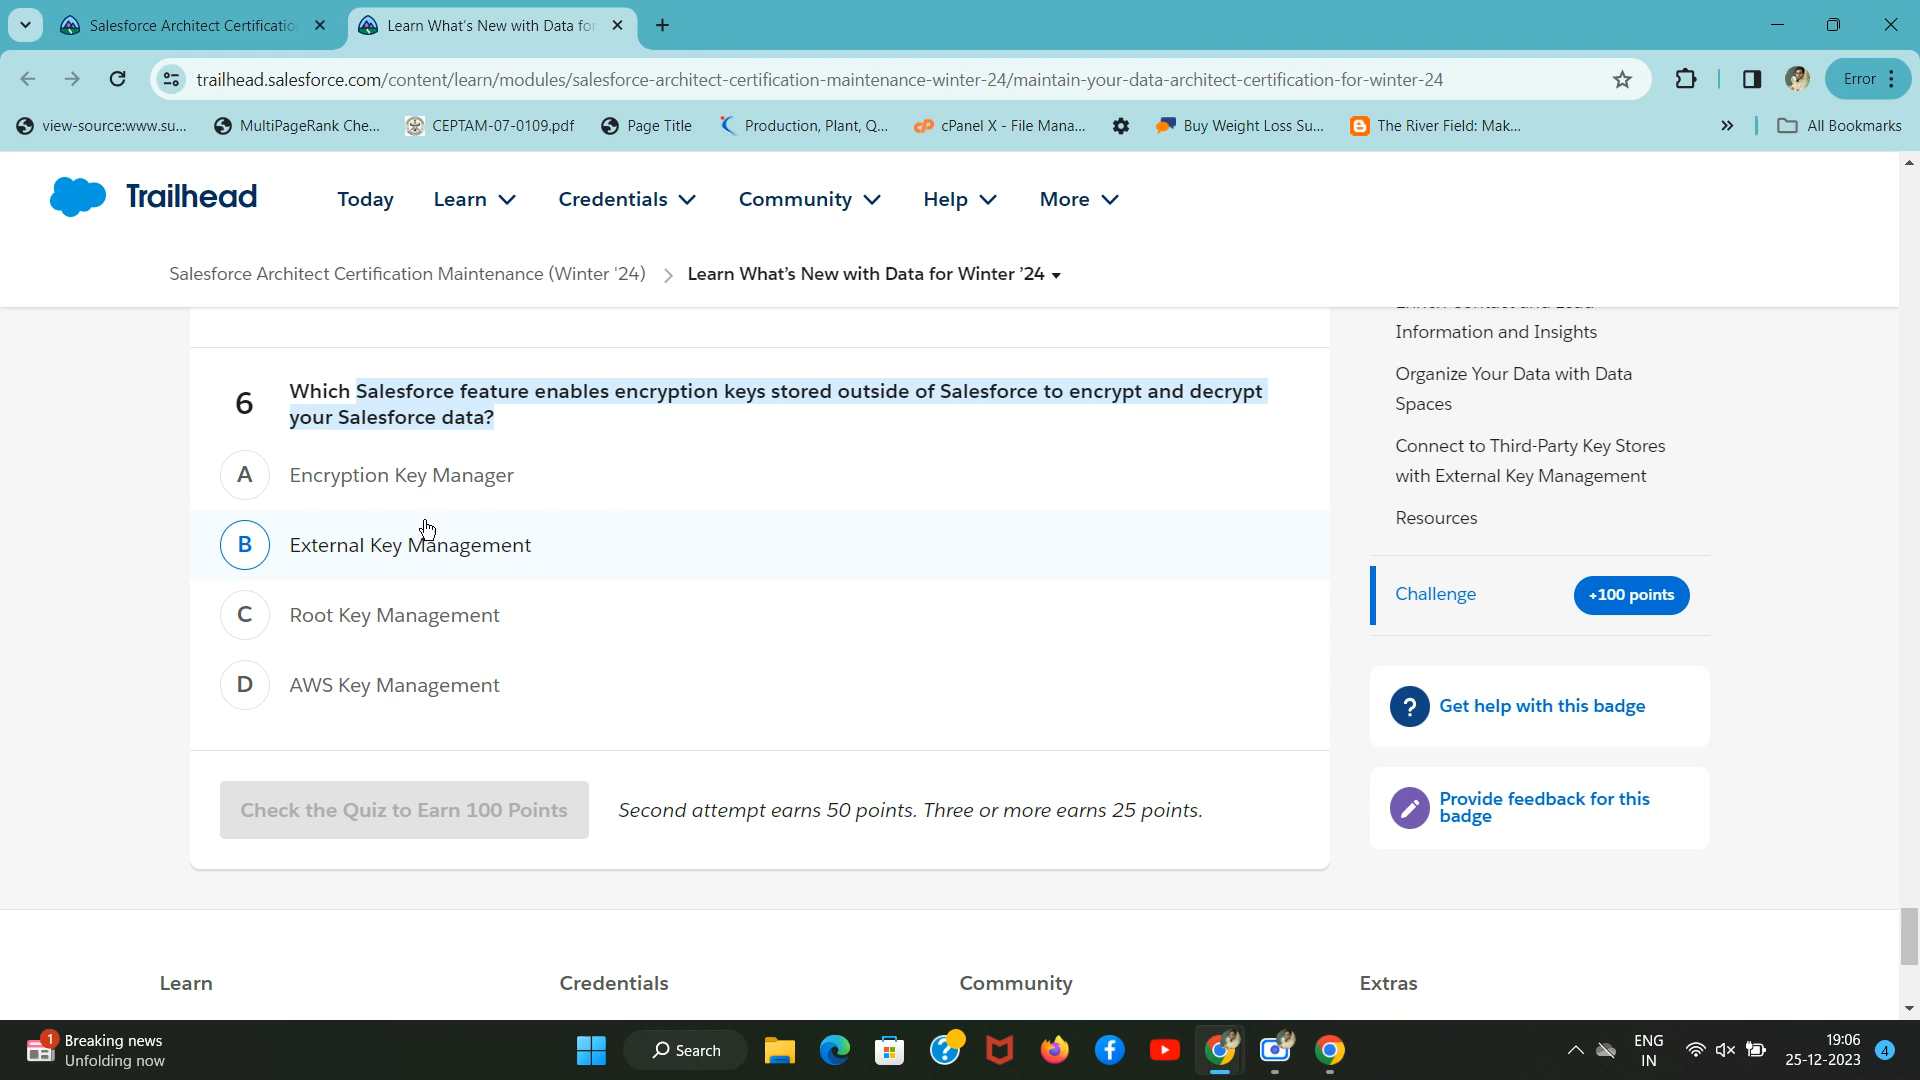 Salesforce Architect Certificatio
Learn What's New with Data fo
trailhead.salesforce.com/content/learn/modules/salesforce-architect-certification-maintenance-winter-24/maintain-your-data-architect-certification-for-winter-24
Error
view-source:www.su...
MultiPageRank Che...
CEPTAM-07-0109.pdf
Page Title
Production, Plant, Q...
cPanel X - File Mana...
Buy Weight Loss Su...
The River Field: Mak...
All Bookmarks
Trailhead
Today
Learn
Credentials
Community
Help
More
Salesforce Architect Certification Maintenance (Winter '24)
Learn What's New with Data for Winter '24
6
Which Salesforce feature enables encryption keys stored outside of Salesforce to encrypt and decrypt
your Salesforce data?
A Encryption Key Manager
B External Key Management
C Root Key Management
D AWS Key Management
Check the Quiz to Earn 100 Points
Second attempt earns 50 points. Three or more earns 25 points.
Information and Insights
Organize Your Data with Data
Spaces
Connect to Third-Party Key Stores
with External Key Management
Resources
Challenge
+100 points
? Get help with this badge
Provide feedback for this
badge
Learn
Credentials
Community
Extras
1
Breaking news
Unfolding now
Search
ENG
IN
19:06
25-12-2023
4